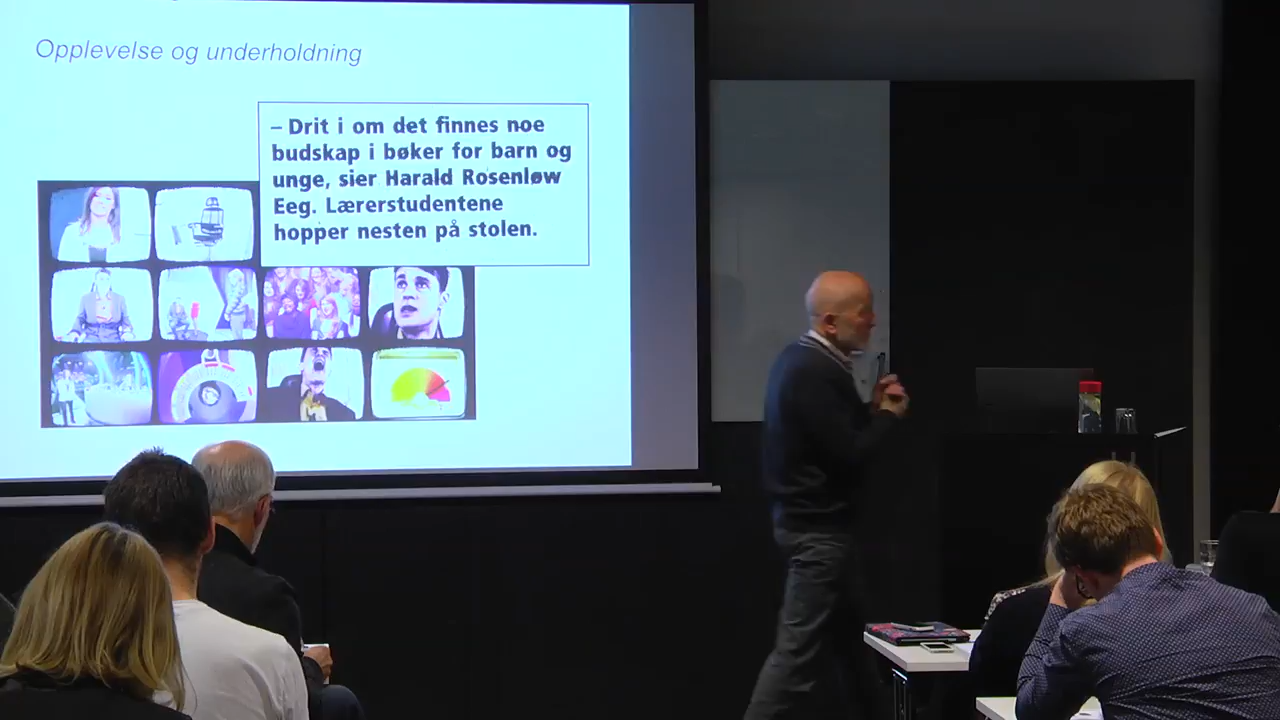 Opplevelse og underholdning
– Drit i om det finnes noe
budskap i bøker for barn og
unge, sier Harald Rosenløw
Eeg. Lærerstudentene
hopper nesten på stolen.